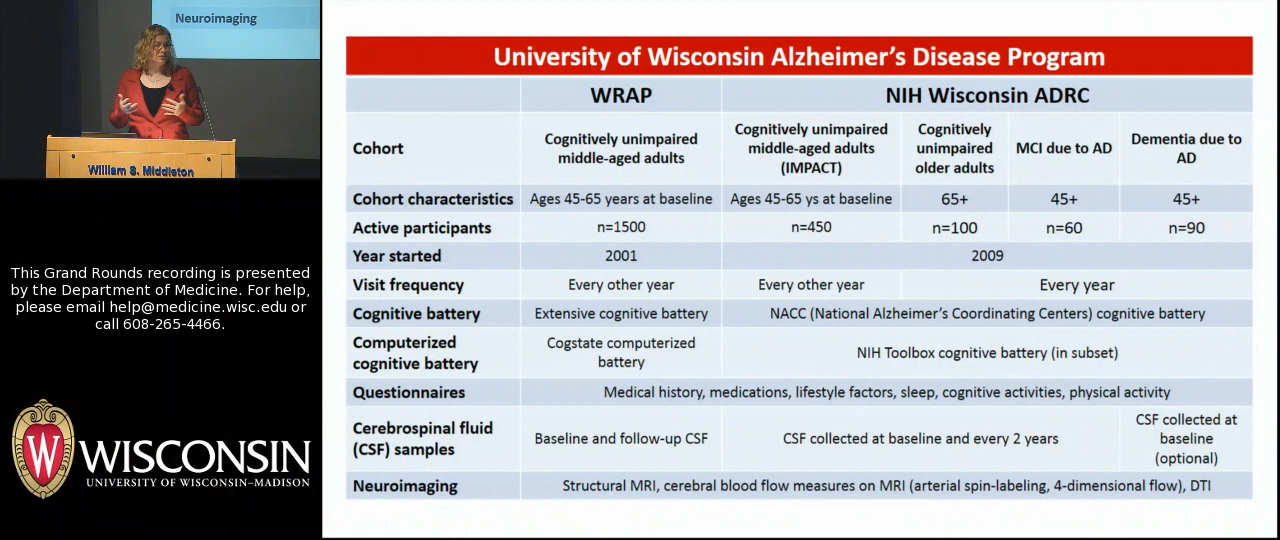 Neuroimaging
William S. Middleton
This Grand Rounds recording is presented
by the Department of Medicine. For help,
please email help@medicine.wisc.edu or
call 608-265-4466.
W
WISCONSIN
UNIVERSITY OF WISCONSIN–MADISON
University of Wisconsin Alzheimer's Disease Program
WRAP
NIH Wisconsin ADRC
Cohort
Cognitively unimpaired
middle-aged adults
Cognitively unimpaired
middle-aged adults
(IMPACT)
Cognitively
unimpaired
older adults
MCI due to AD
Dementia due to
AD
Cohort characteristics
Ages 45-65 years at baseline
Ages 45-65 ys at baseline
65+
45+
45+
Active participants
n=1500
n=450
n=100
n=60
n=90
Year started
2001
2009
Visit frequency
Every other year
Every other year
Every year
Cognitive battery
Extensive cognitive battery
NACC (National Alzheimer's Coordinating Centers) cognitive battery
Computerized
cognitive battery
Cogstate computerized
battery
NIH Toolbox cognitive battery (in subset)
Questionnaires
Medical history, medications, lifestyle factors, sleep, cognitive activities, physical activity
Cerebrospinal fluid
(CSF) samples
Baseline and follow-up CSF
CSF collected at baseline and every 2 years
CSF collected at
baseline
(optional)
Neuroimaging
Structural MRI, cerebral blood flow measures on MRI (arterial spin-labeling, 4-dimensional flow), DTI